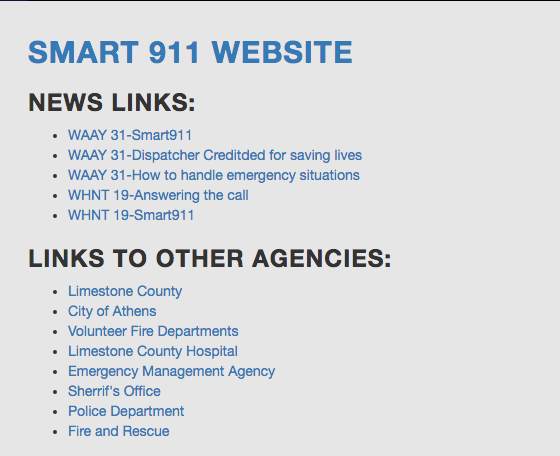 SMART 911 WEBSITE
NEWS LINKS:
WAAY 31-Smart911
WAAY 31-Dispatcher Creditded for saving lives
WAAY 31-How to handle emergency situations
WHNT 19-Answering the call
WHNT 19-Smart911
LINKS TO OTHER AGENCIES:
Limestone County
City of Athens
Volunteer Fire Departments
Limestone County Hospital
Emergency Management Agency
Sherrif's Office
Police Department
Fire and Rescue